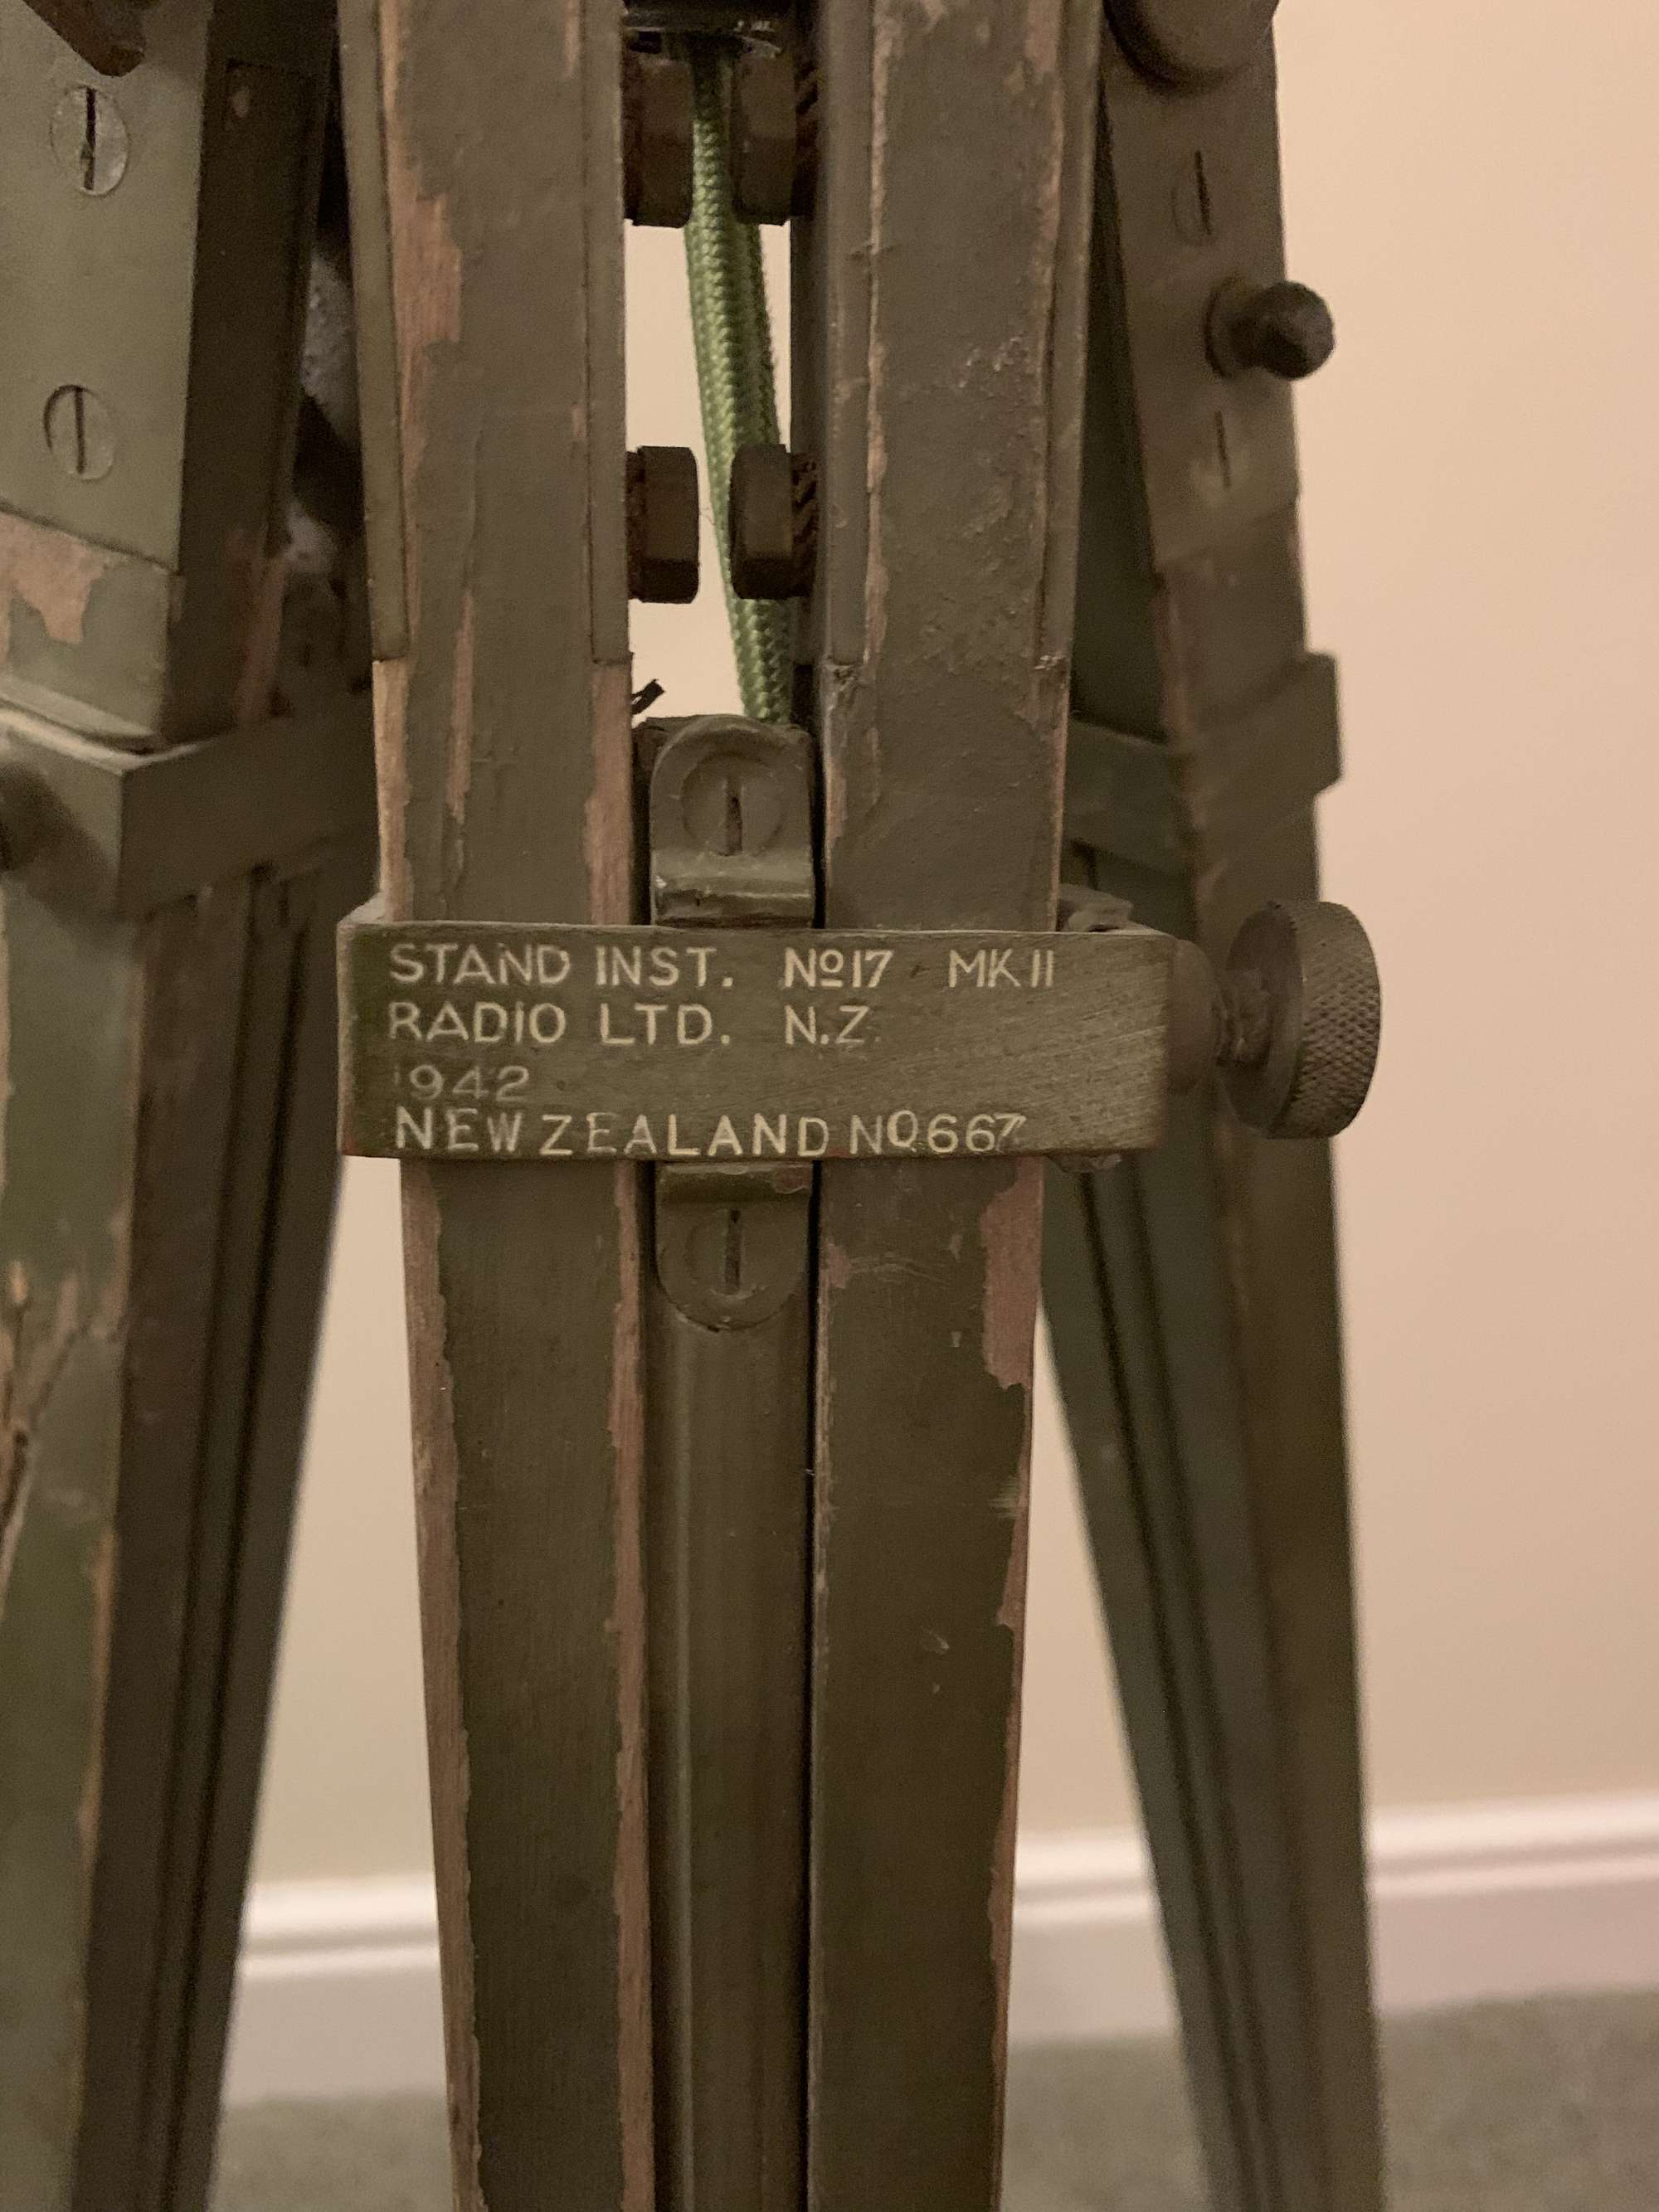 STAND INST. Nº17 MK II
RADIO LTD. N.Z.
1942
NEW ZEALAND Nº667